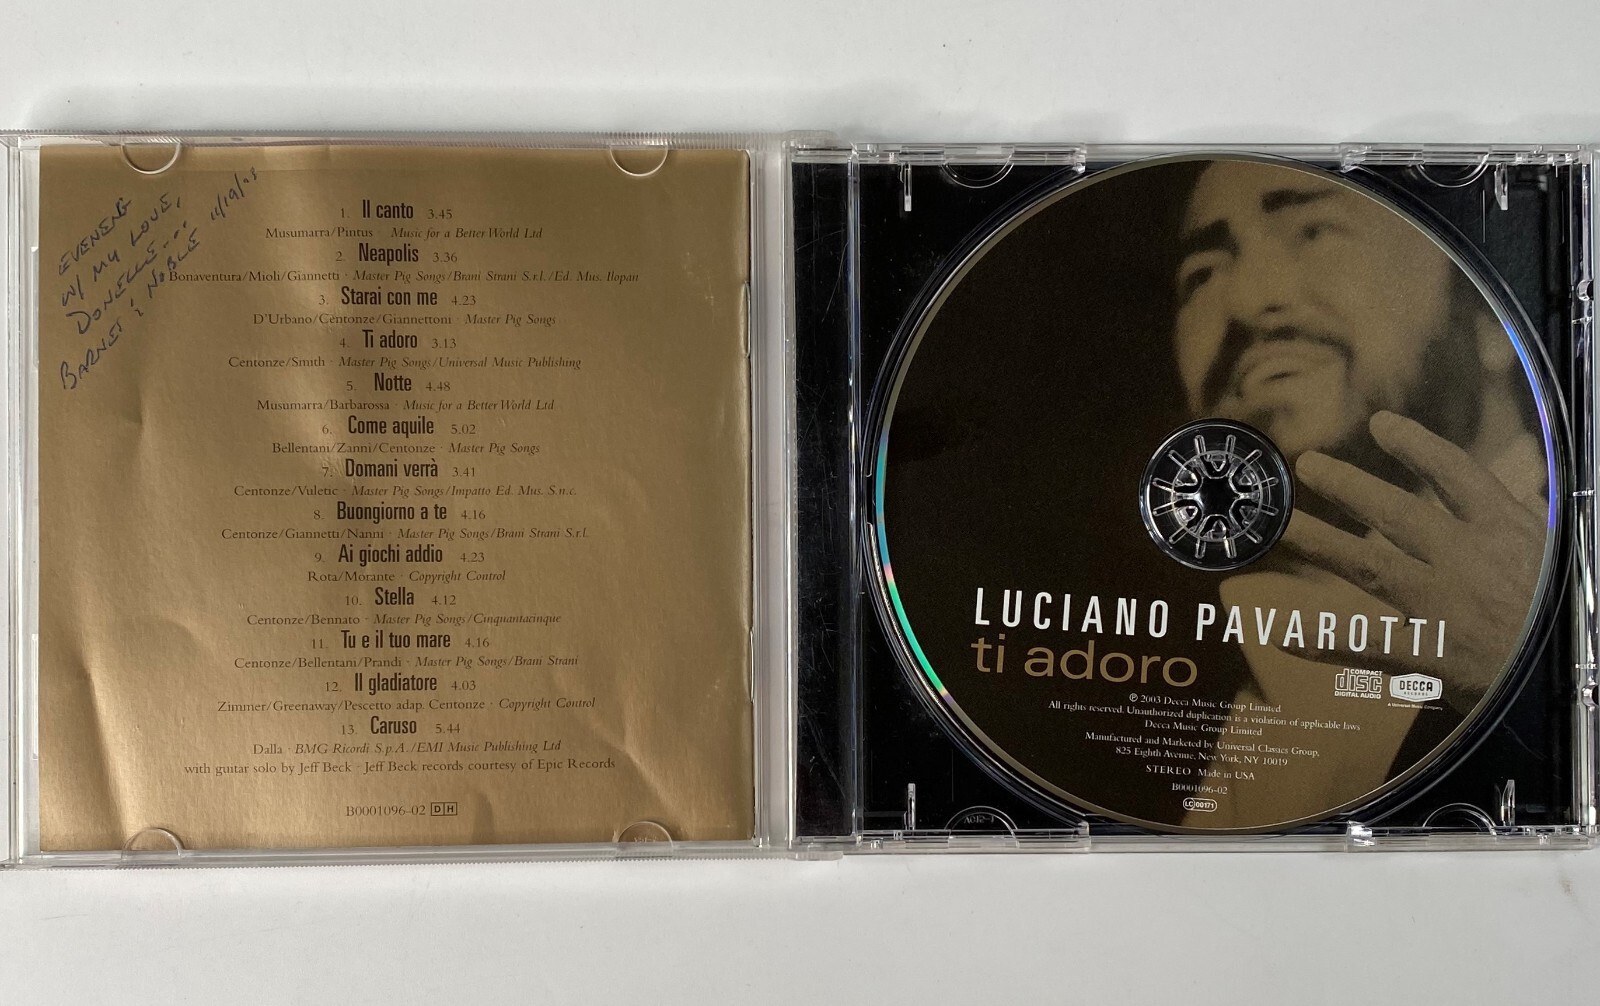 EVENENG
W/ MY LOVE,
DONELLE...
BARNES & NOBLE 11/19/03
1. Il canto 3.45
Musumarra/Pintus · Music for a Better World Ltd
2. Neapolis 3.36
Bonaventura/Mioli/Giannetti · Master Pig Songs/Brani Strani S.r.l./Ed. Mus. Ilopan
3. Starai con me 4.23
D'Urbano/Centonze/Giannettoni · Master Pig Songs
4. Ti adoro 3.13
Centonze/Smith · Master Pig Songs/Universal Music Publishing
5. Notte 4.48
Musumarra/Barbarossa · Music for a Better World Ltd
6. Come aquile 5.02
Bellentani/Zanni/Centonze · Master Pig Songs
7. Domani verrà 3.41
Centonze/Vuletic · Master Pig Songs/Impatto Ed. Mus. S.n.c.
8. Buongiorno a te 4.16
Centonze/Giannetti/Nanni · Master Pig Songs/Brani Strani S.r.l.
9. Ai giochi addio 4.23
Rota/Morante · Copyright Control
10. Stella 4.12
Centonze/Bennato · Master Pig Songs/Cinquantacinque
11. Tu e il tuo mare 4.16
Centonze/Bellentani/Prandi · Master Pig Songs/Brani Strani
12. Il gladiatore 4.03
Zimmer/Greenaway/Pescetto adap. Centonze · Copyright Control
13. Caruso 5.44
Dalla · BMG Ricordi S.p.A./EMI Music Publishing Ltd
with guitar solo by Jeff Beck · Jeff Beck records courtesy of Epic Records
B0001096-02 DH
LUCIANO PAVAROTTI
ti adoro
COMPACT
disc
DIGITAL AUDIO
DECCA
RECORDS
A Universal Music Company
℗ 2003 Decca Music Group Limited
All rights reserved. Unauthorized duplication is a violation of applicable laws
Decca Music Group Limited
Manufactured and Marketed by Universal Classics Group,
825 Eighth Avenue, New York, NY 10019
STEREO Made in USA
B0001096-02
LC 00171